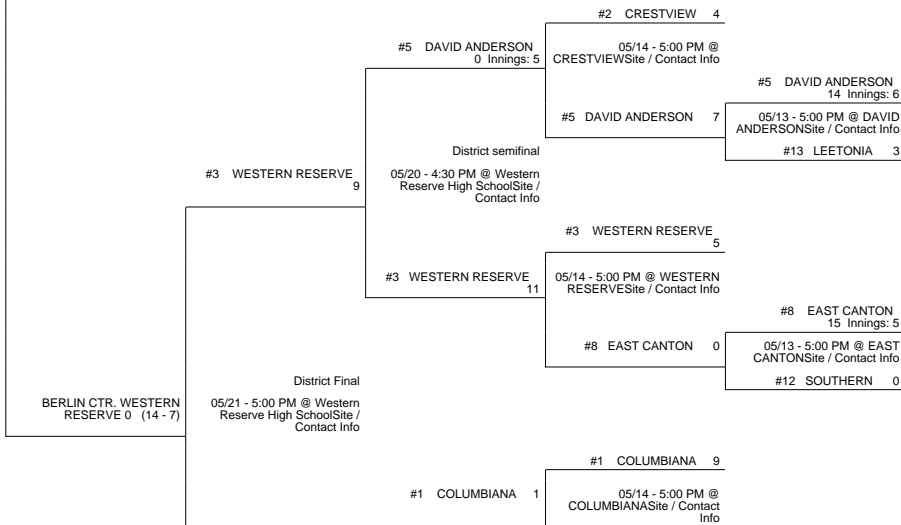 #2 CRESTVIEW 4
#5 DAVID ANDERSON
0 Innings: 5
05/14 - 5:00 PM @
CRESTVIEWSite / Contact Info
#5 DAVID ANDERSON
14 Innings: 6
#5 DAVID ANDERSON 7
05/13 - 5:00 PM @ DAVID
ANDERSONSite / Contact Info
#13 LEETONIA 3
District semifinal
05/20 - 4:30 PM @ Western
Reserve High SchoolSite /
Contact Info
#3 WESTERN RESERVE
9
#3 WESTERN RESERVE
5
#3 WESTERN RESERVE
11
05/14 - 5:00 PM @ WESTERN
RESERVESite / Contact Info
#8 EAST CANTON
15 Innings: 5
#8 EAST CANTON 0
05/13 - 5:00 PM @ EAST
CANTONSite / Contact Info
#12 SOUTHERN 0
District Final
05/21 - 5:00 PM @ Western
Reserve High SchoolSite /
Contact Info
BERLIN CTR. WESTERN
RESERVE 0 (14 - 7)
#1 COLUMBIANA 9
#1 COLUMBIANA 1
05/14 - 5:00 PM @
COLUMBIANASite / Contact
Info